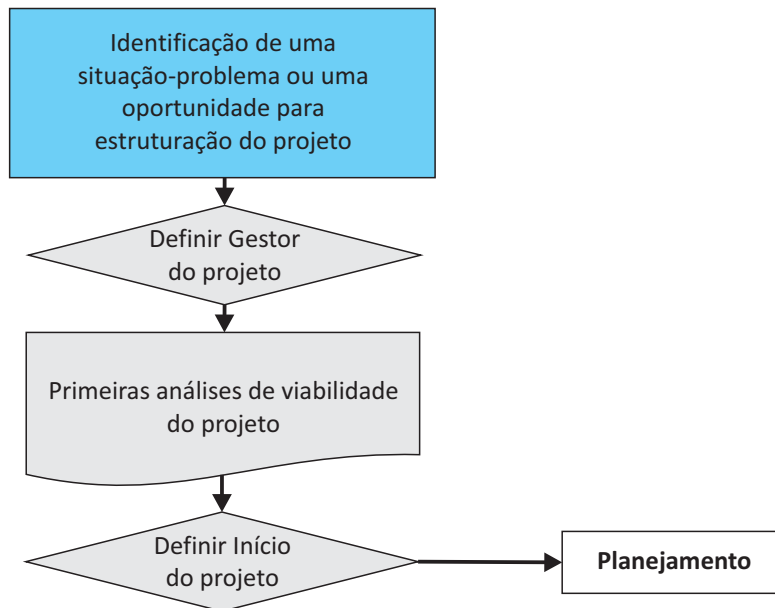 Identificação de uma
situação-problema ou uma
oportunidade para
estruturação do projeto
Definir Gestor
do projeto
Primeiras análises de viabilidade
do projeto
Definir Início
do projeto
Planejamento